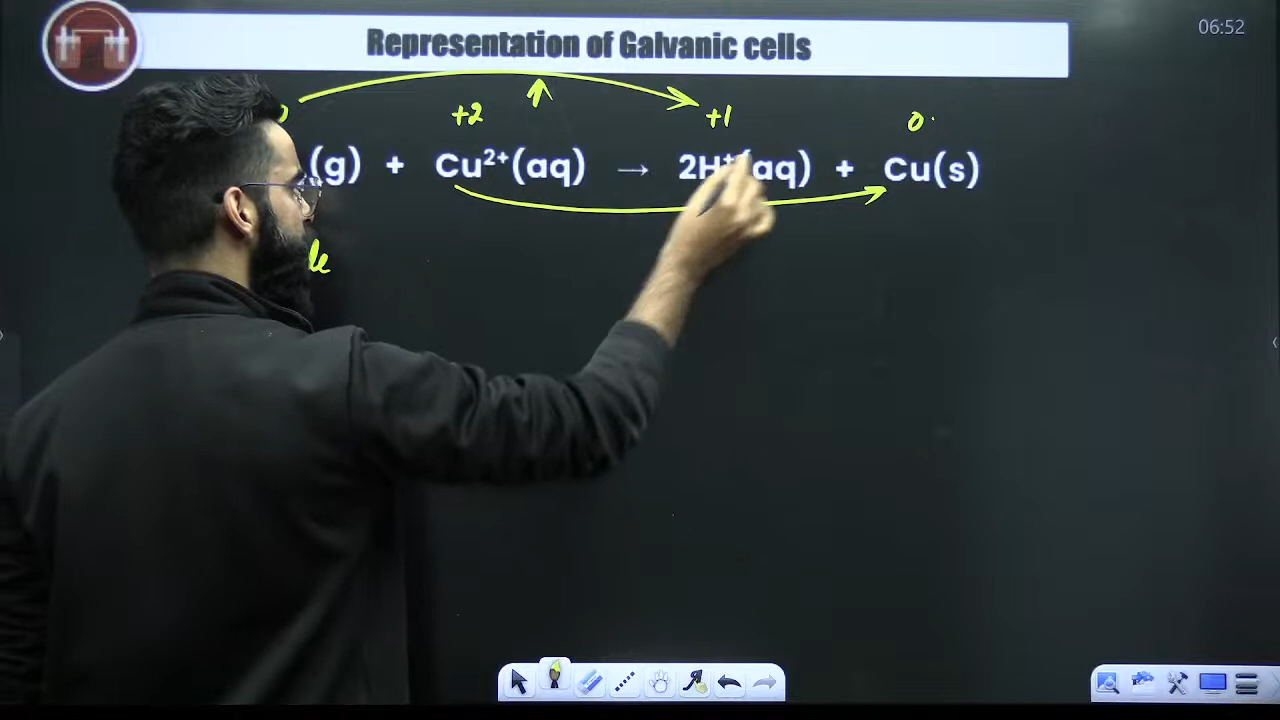 Representation of Galvanic cells
06:52
+2 +1 0
(g) + Cu²⁺(aq) → 2H⁺(aq) + Cu(s)